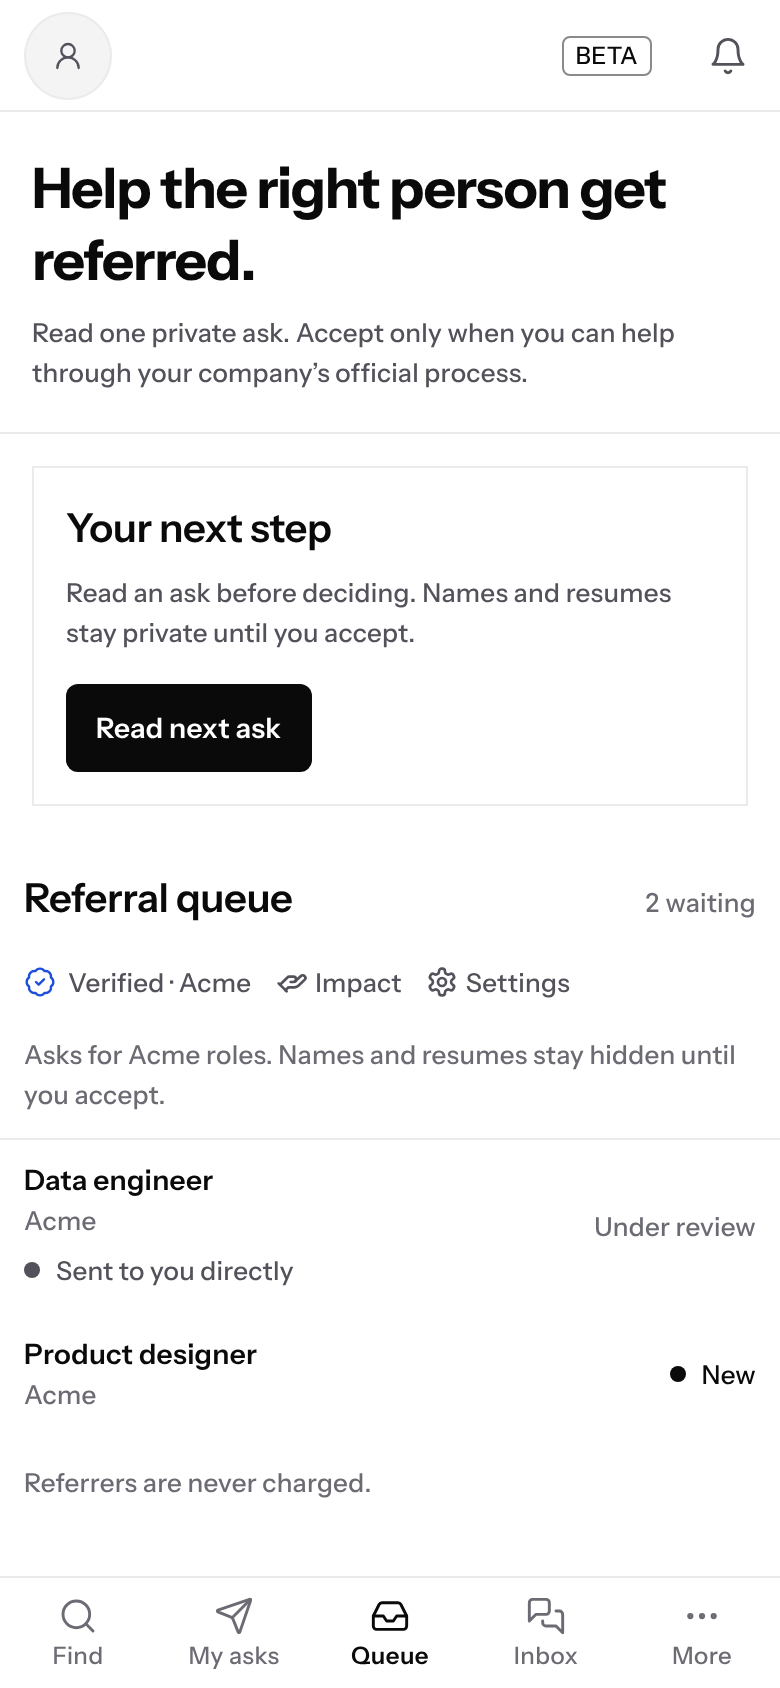 BETA
Help the right person get
referred.
Read one private ask. Accept only when you can help
through your company’s official process.
Your next step
Read an ask before deciding. Names and resumes
stay private until you accept.
Read next ask
Referral queue
2 waiting
Verified · Acme
Impact
Settings
Asks for Acme roles. Names and resumes stay hidden until
you accept.
Data engineer
Acme
Under review
Sent to you directly
Product designer
Acme
New
Referrers are never charged.
Find
My asks
Queue
Inbox
More